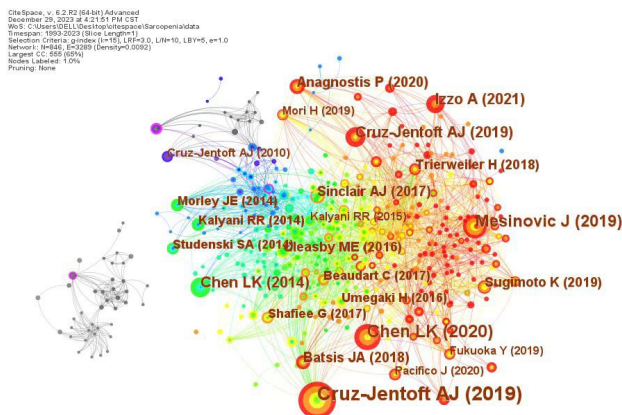 CiteSpace, v. 6.2.R2 (64-bit) Advanced
December 29, 2023 at 4:21:51 PM CST
WoS: C:\Users\DELL\Desktop\citespace\Sarcopenia\data
Timespan: 1993-2023 (Slice Length=1)
Selection Criteria: g-index (k=15), LRF=3.0, L/N=10, LBY=5, e=1.0
Network: N=846, E=3289 (Density=0.0092)
Largest CC: 555 (65%)
Nodes Labeled: 1.0%
Pruning: None
Anagnostis P (2020)
Izzo A (2021)
Mori H (2019)
Cruz-Jentoft AJ (2019)
Cruz-Jentoft AJ (2010)
Trierweiler H (2018)
Sinclair AJ (2017)
Morley JE (2014)
Kalyani RR (2015)
Kalyani RR (2014)
Mesinovic J (2019)
Studenski SA (2014)
Cleasby ME (2016)
Beaudart C (2017)
Chen LK (2014)
Sugimoto K (2019)
Umegaki H (2016)
Shafiee G (2017)
Chen LK (2020)
Fukuoka Y (2019)
Batsis JA (2018)
Pacifico J (2020)
Cruz-Jentoft AJ (2019)